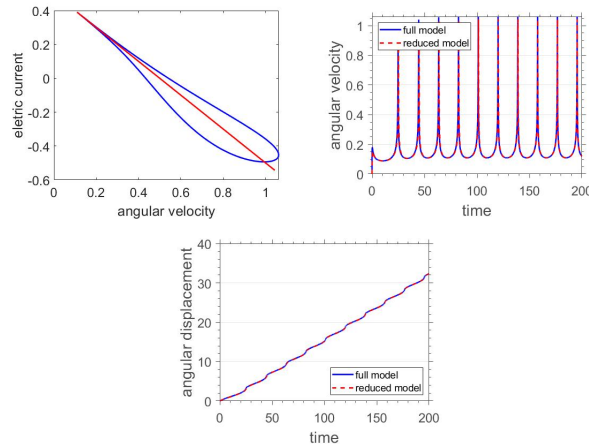 0.4
0.2
0
-0.2
-0.4
-0.6
eletric current
0 0.2 0.4 0.6 0.8 1
angular velocity
1
0.8
0.6
0.4
0.2
0
angular velocity
full model
reduced model
0 50 100 150 200
time
40
30
20
10
0
angular displacement
full model
reduced model
0 50 100 150 200
time